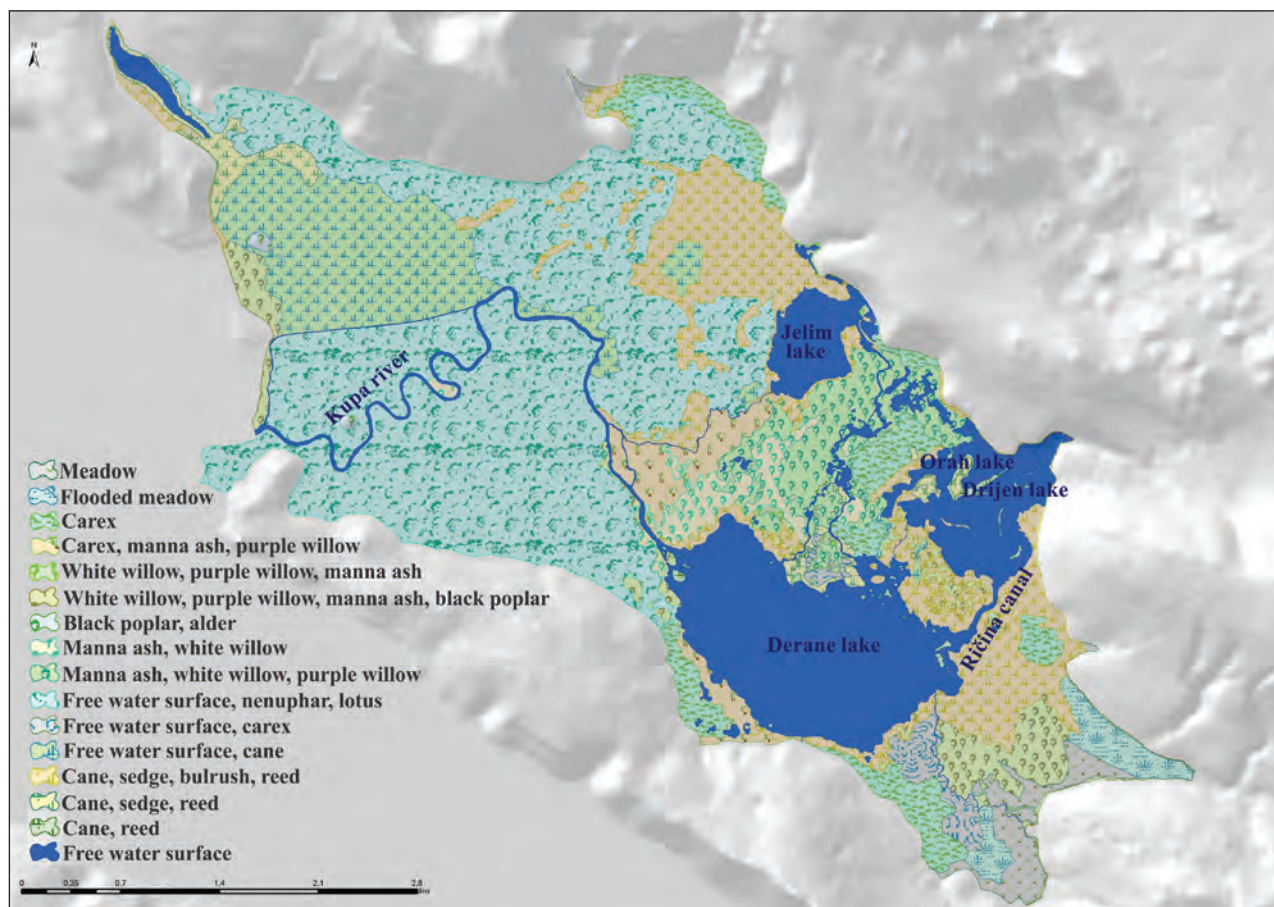 N
Jelim
lake
Kupa river
Orah lake
Drijen lake
Ričina canal
Derane lake
Meadow
Flooded meadow
Carex
Carex, manna ash, purple willow
White willow, purple willow, manna ash
White willow, purple willow, manna ash, black poplar
Black poplar, alder
Manna ash, white willow
Manna ash, white willow, purple willow
Free water surface, nenuphar, lotus
Free water surface, carex
Free water surface, cane
Cane, sedge, bulrush, reed
Cane, sedge, reed
Cane, reed
Free water surface
0 0,35 0,7 1,4 2,1 2,8
km